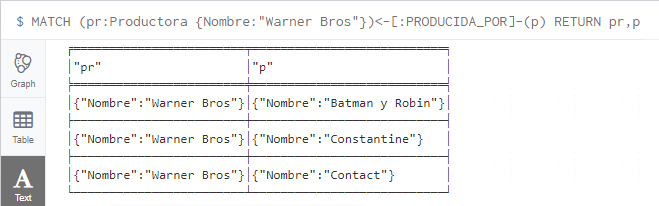 $ MATCH (pr:Productora {Nombre:"Warner Bros"})<-[:PRODUCIDA_POR]-(p) RETURN pr,p
"pr" "p"
{"Nombre":"Warner Bros"} {"Nombre":"Batman y Robin"}
{"Nombre":"Warner Bros"} {"Nombre":"Constantine"}
{"Nombre":"Warner Bros"} {"Nombre":"Contact"}
Graph
Table
A
Text